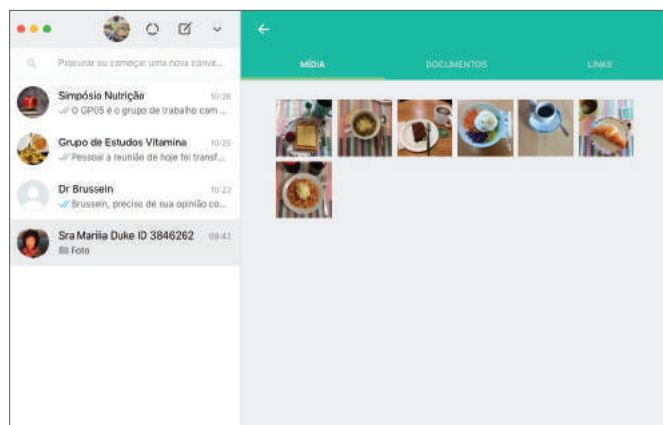 Procurar ou começar uma nova conve...
Simpósio Nutrição 10:26
O GP05 é o grupo de trabalho com ...
Grupo de Estudos Vitamina 10:25
Pessoal a reunião de hoje foi transf...
Dr Brussein 10:23
Brussein, preciso de sua opinião co...
Sra Marilia Duke ID 3846262 09:43
Foto
MÍDIA DOCUMENTOS LINKS